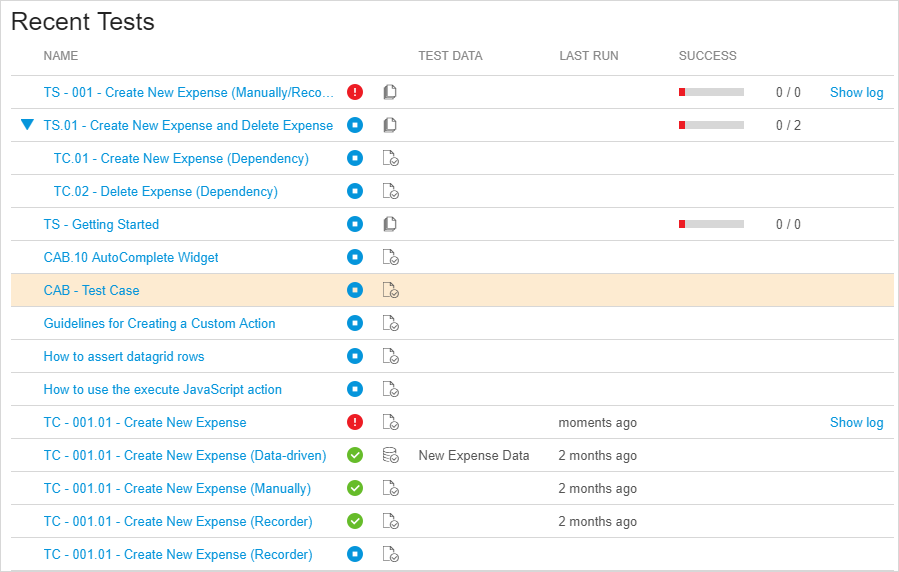 Recent Tests
NAME TEST DATA LAST RUN SUCCESS
TS - 001 - Create New Expense (Manually/Reco... 0 / 0 Show log
TS.01 - Create New Expense and Delete Expense 0 / 2
TC.01 - Create New Expense (Dependency)
TC.02 - Delete Expense (Dependency)
TS - Getting Started 0 / 0
CAB.10 AutoComplete Widget
CAB - Test Case
Guidelines for Creating a Custom Action
How to assert datagrid rows
How to use the execute JavaScript action
TC - 001.01 - Create New Expense moments ago Show log
TC - 001.01 - Create New Expense (Data-driven) New Expense Data 2 months ago
TC - 001.01 - Create New Expense (Manually) 2 months ago
TC - 001.01 - Create New Expense (Recorder) 2 months ago
TC - 001.01 - Create New Expense (Recorder)